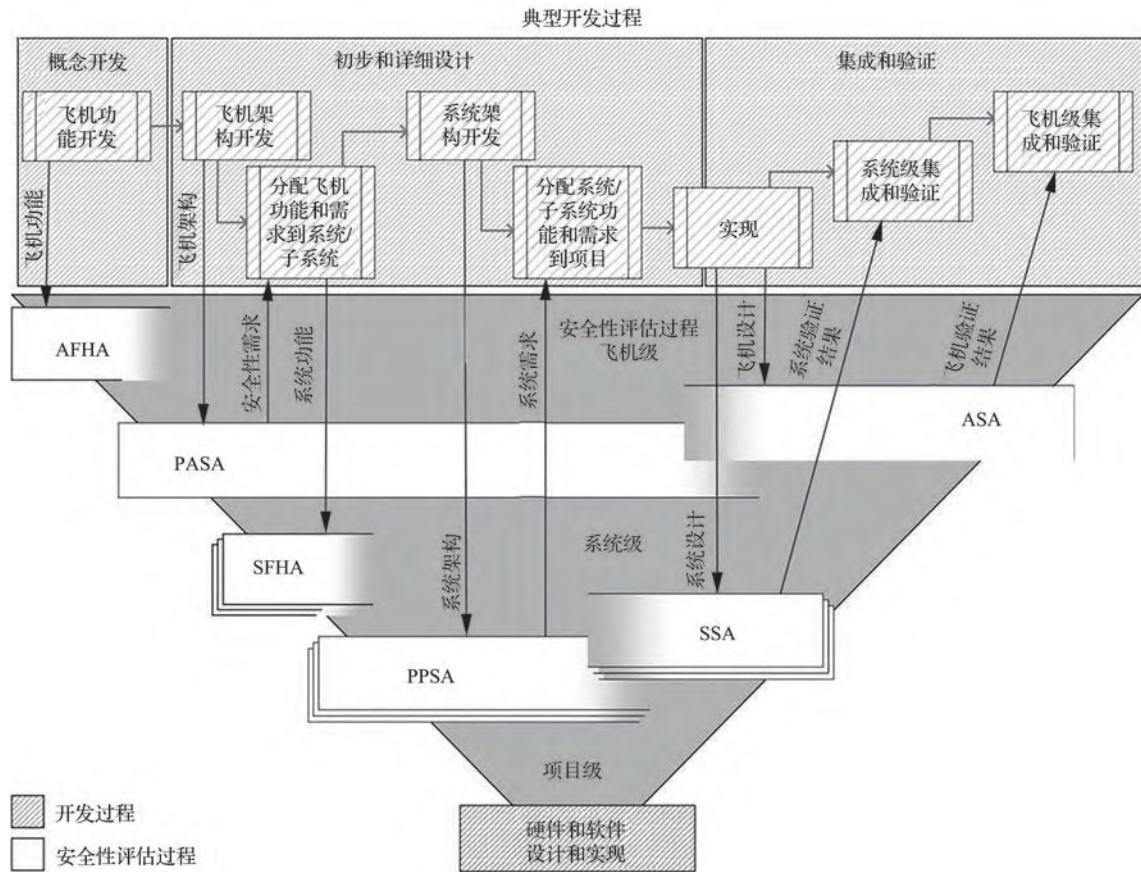 典型开发过程
概念开发
初步和详细设计
集成和验证
飞机功
能开发
飞机架
构开发
系统架
构开发
飞机级集
成和验证
系统级集
成和验证
分配飞机
功能和需
求到系统/
子系统
分配系统/
子系统功
能和需求
到项目
实现
飞机功能
飞机架构
安全性需求
系统功能
系统架构
系统需求
系统设计
飞机设计
系统验证
结果
飞机验证
结果
安全性评估过程
飞机级
AFHA
PASA
ASA
系统级
SFHA
PPSA
SSA
项目级
硬件和软件
设计和实现
开发过程
安全性评估过程